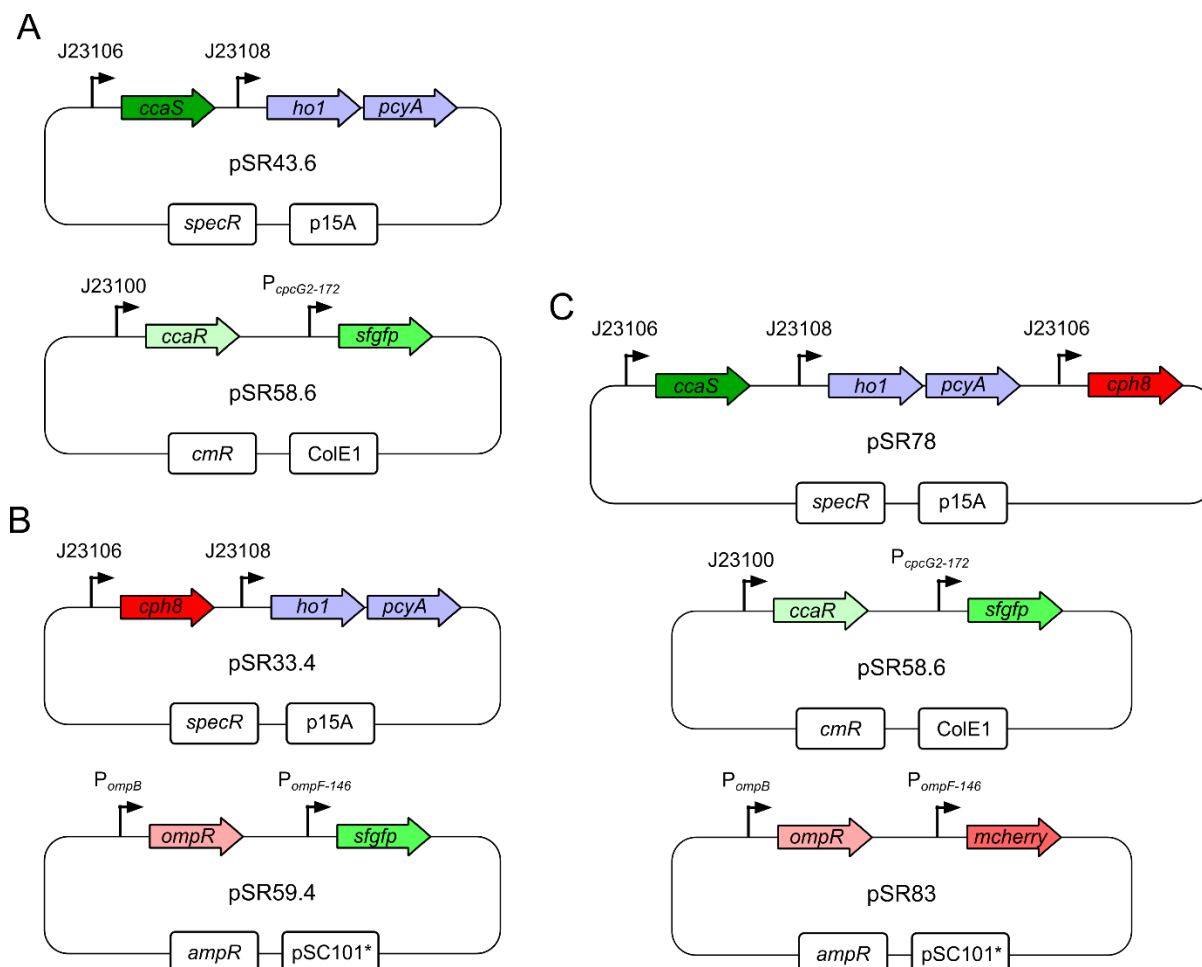 A
J23106 J23108
ccaS ho1 pcyA
pSR43.6
specR p15A
J23100 PcpcG2-172
ccaR sfgfp
pSR58.6
cmR ColE1
B
J23106 J23108
cph8 ho1 pcyA
pSR33.4
specR p15A
PompB PompF-146
ompR sfgfp
pSR59.4
ampR pSC101*
C
J23106 J23108 J23106
ccaS ho1 pcyA cph8
pSR78
specR p15A
J23100 PcpcG2-172
ccaR sfgfp
pSR58.6
cmR ColE1
PompB PompF-146
ompR mcherry
pSR83
ampR pSC101*